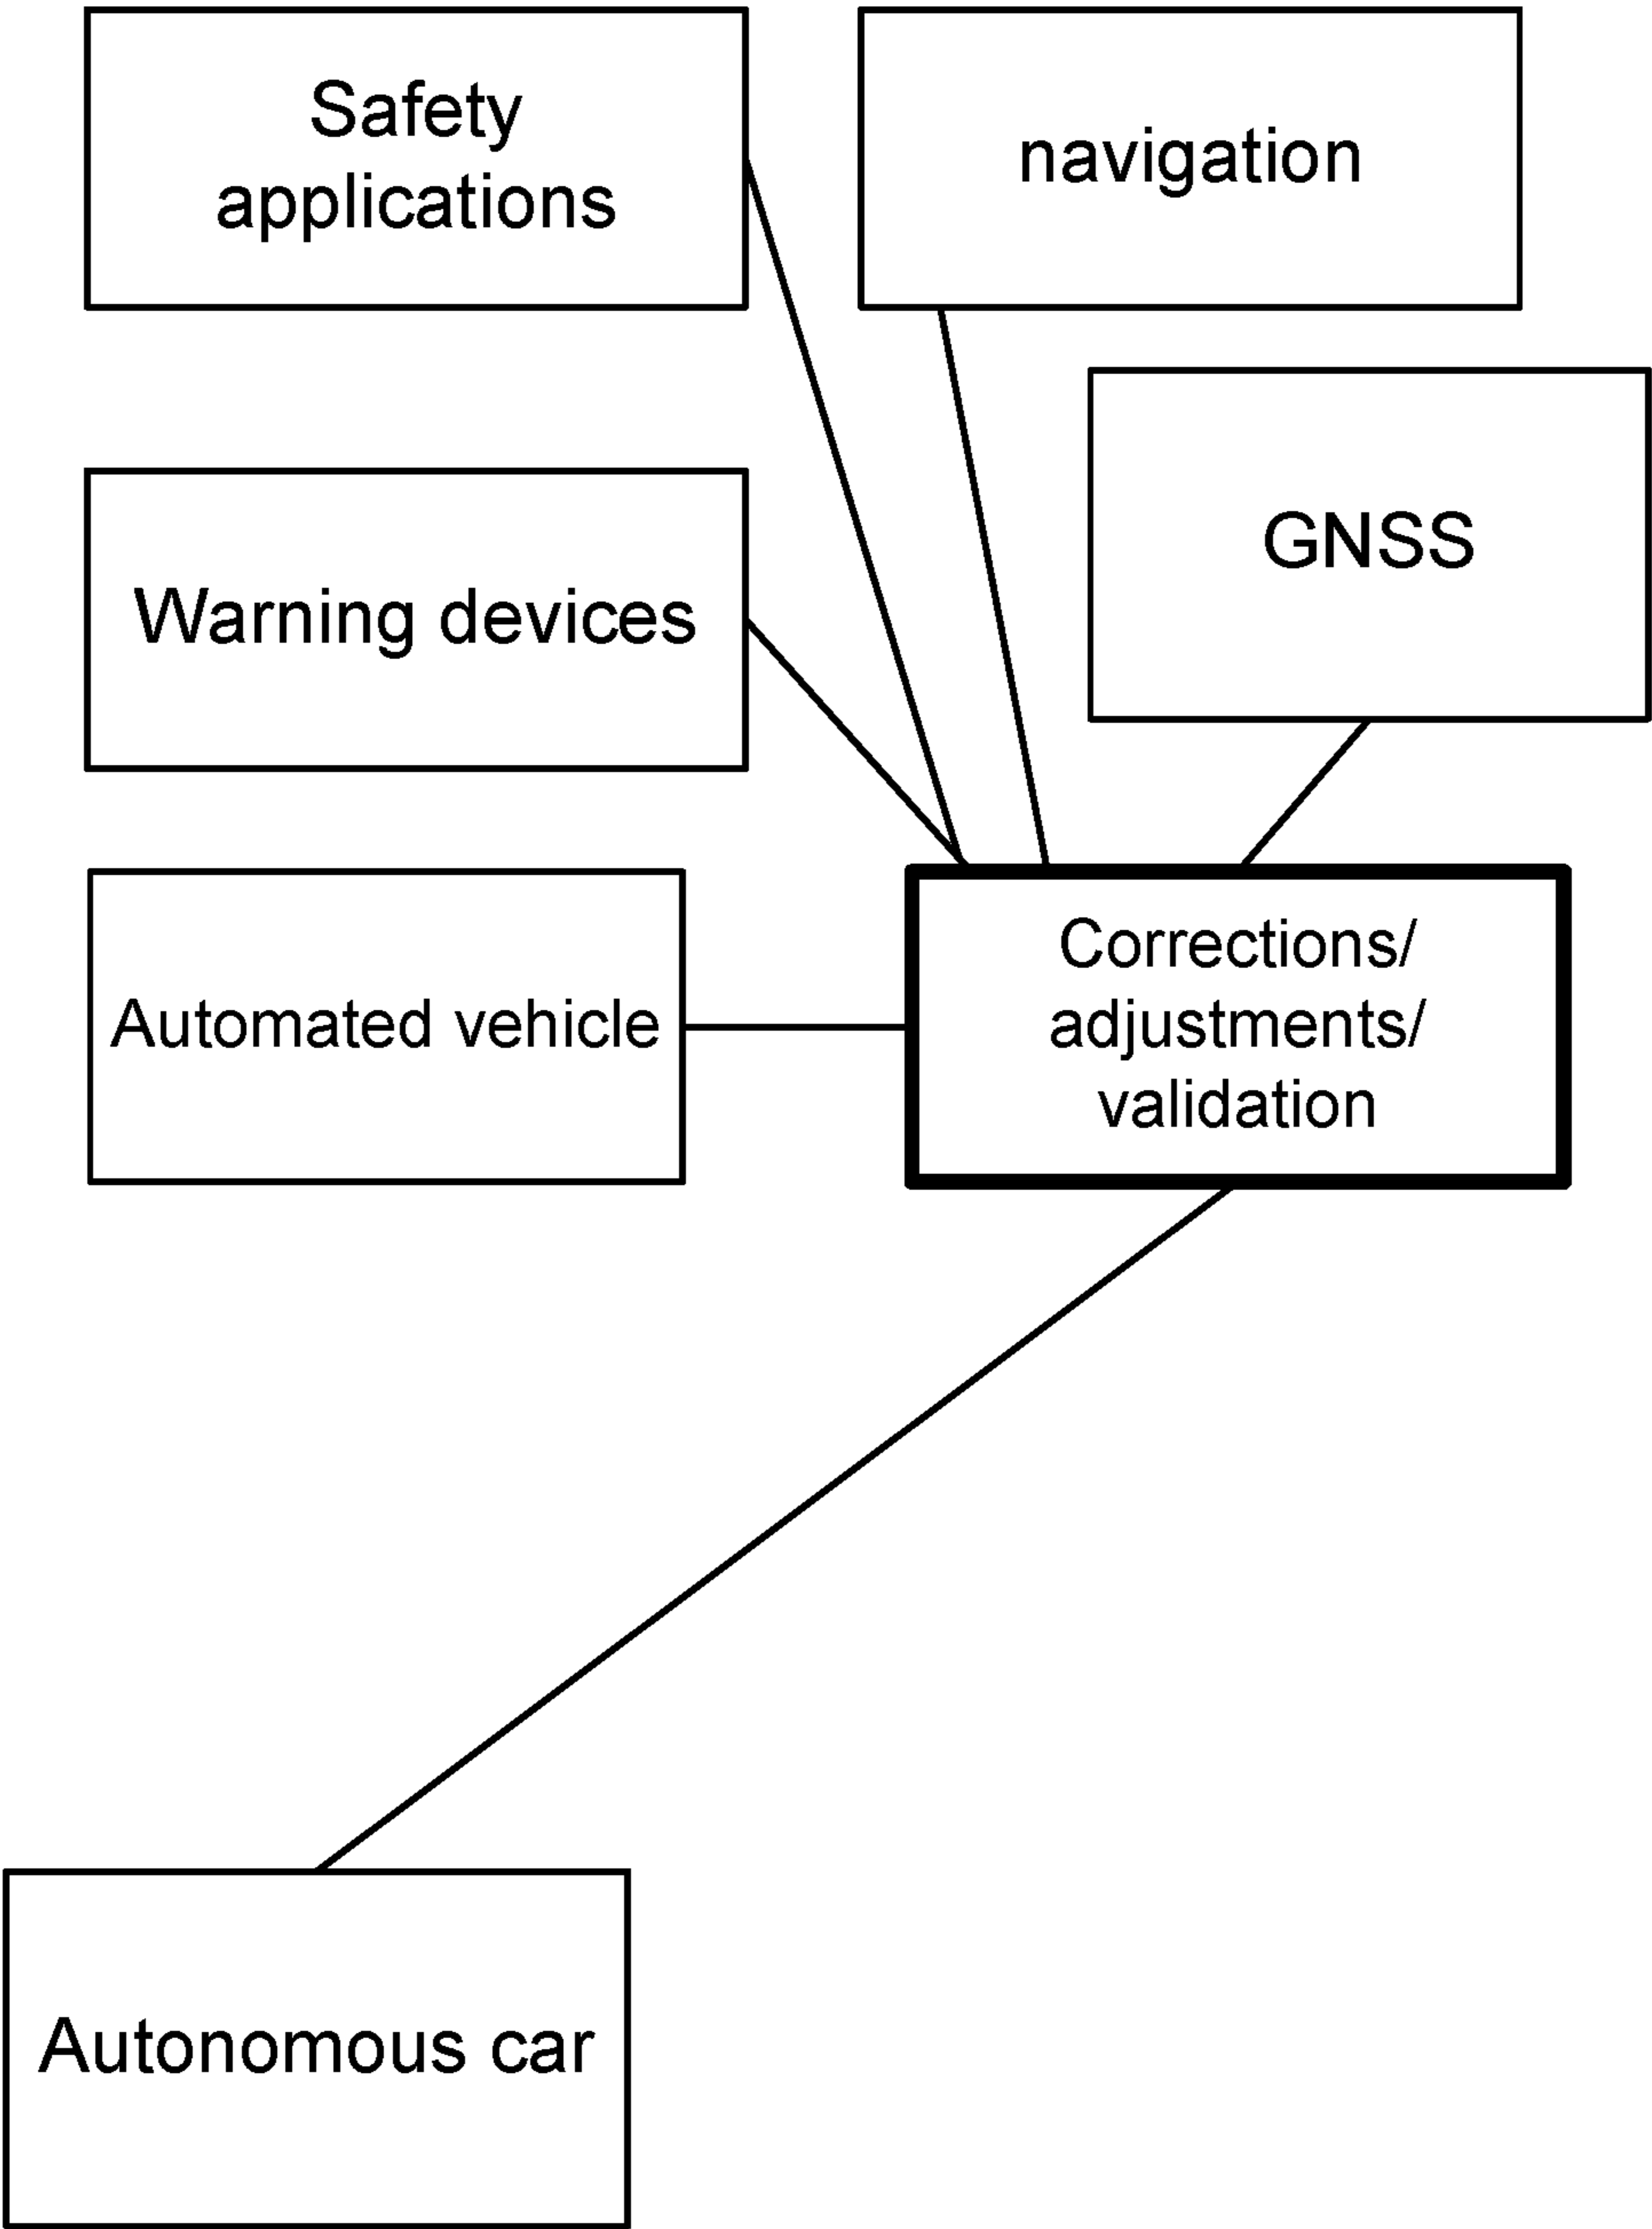 Safety
applications
navigation
GNSS
Warning devices
Automated vehicle
Corrections/
adjustments/
validation
Autonomous car